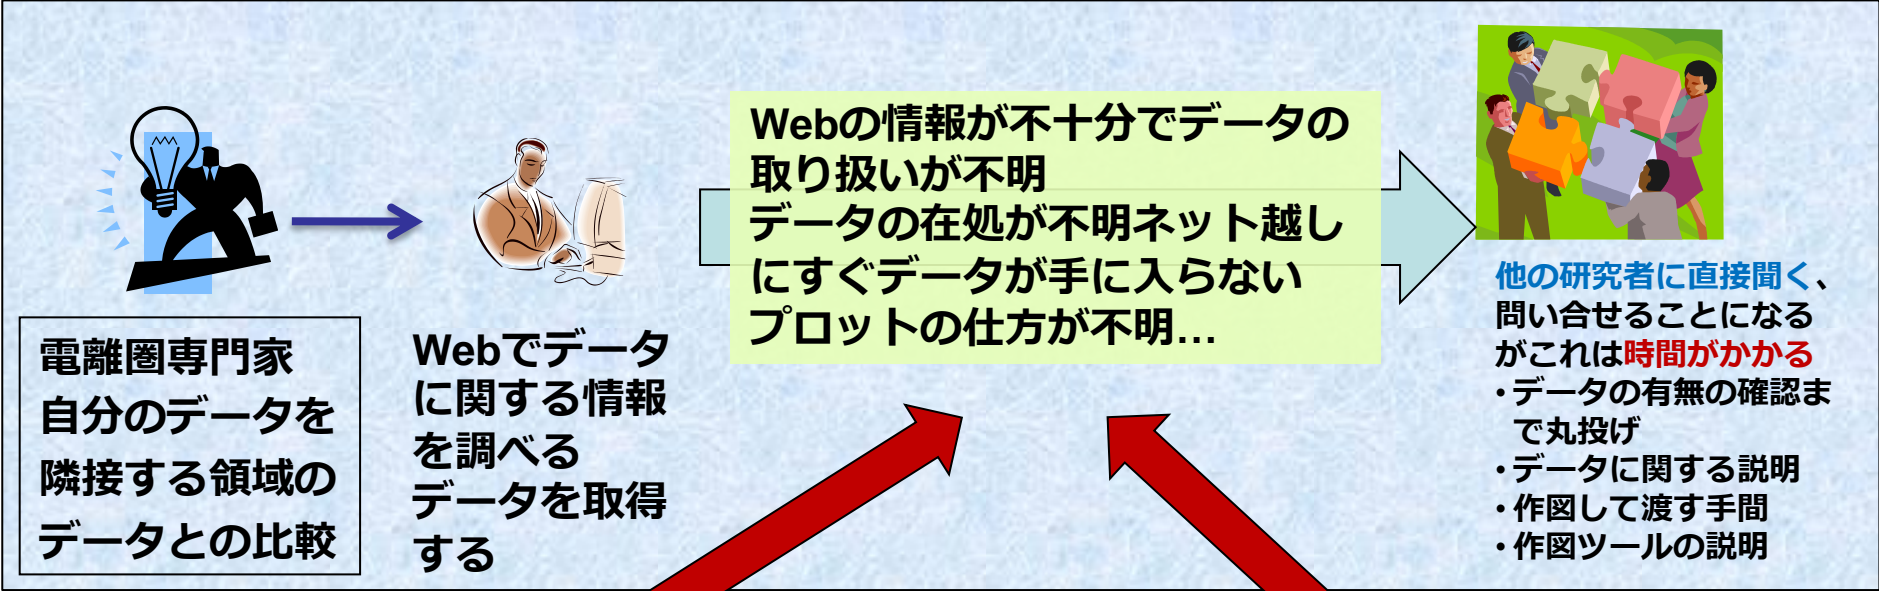 電離圏専門家
自分のデータを
隣接する領域の
データとの比較
Webでデータ
に関する情報
を調べる
データを取得
する
Webの情報が不十分でデータの
取り扱いが不明
データの在処が不明ネット越し
にすぐデータが手に入らない
プロットの仕方が不明…
他の研究者に直接聞く、
問い合せることになる
がこれは時間がかかる
・データの有無の確認ま
で丸投げ
・データに関する説明
・作図して渡す手間
・作図ツールの説明